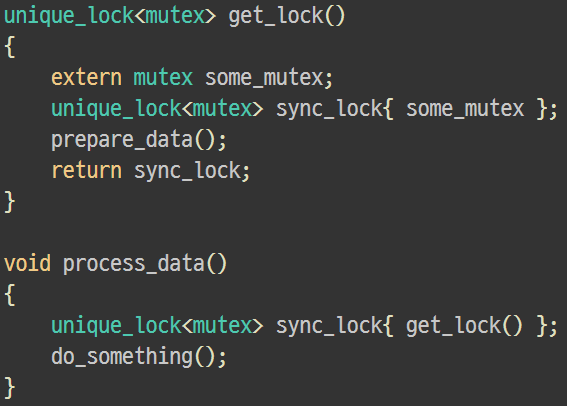 unique_lock<mutex> get_lock()
{
    extern mutex some_mutex;
    unique_lock<mutex> sync_lock{ some_mutex };
    prepare_data();
    return sync_lock;
}

void process_data()
{
    unique_lock<mutex> sync_lock{ get_lock() };
    do_something();
}